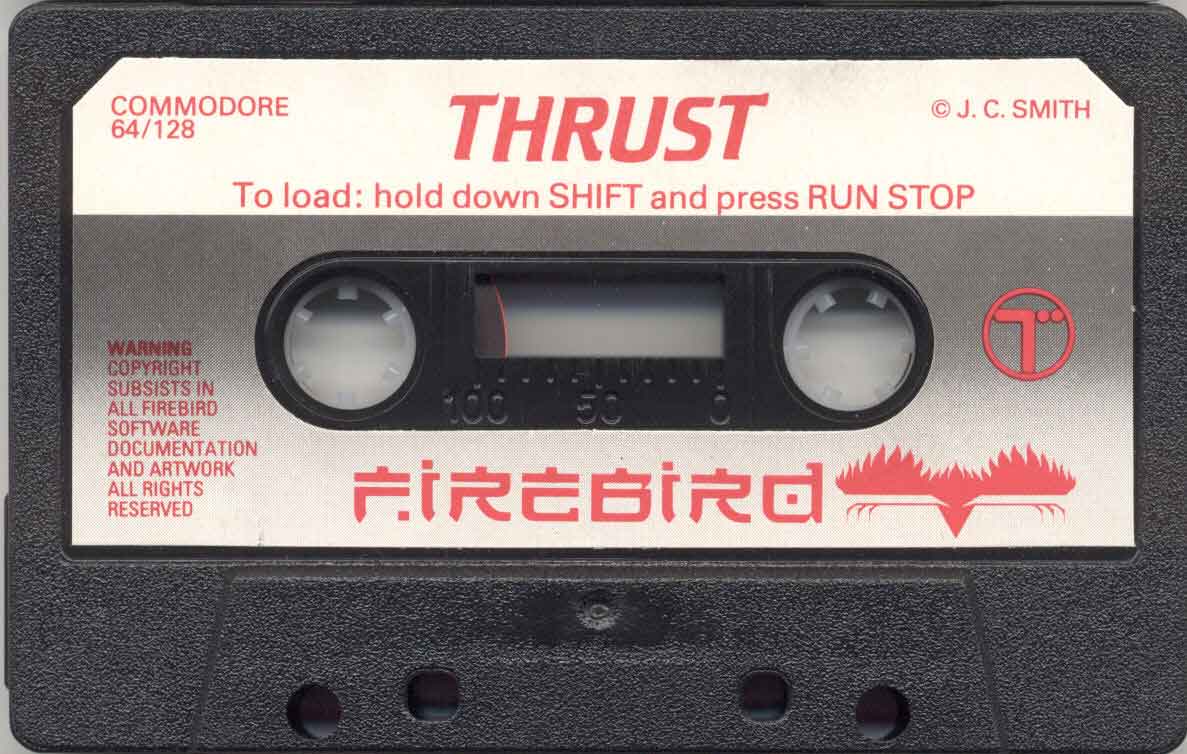 COMMODORE
64/128
THRUST
© J. C. SMITH
To load: hold down SHIFT and press RUN STOP
WARNING
COPYRIGHT
SUBSISTS IN
ALL FIREBIRD
SOFTWARE
DOCUMENTATION
AND ARTWORK
ALL RIGHTS
RESERVED
100 50 0
T
FIREBIRD